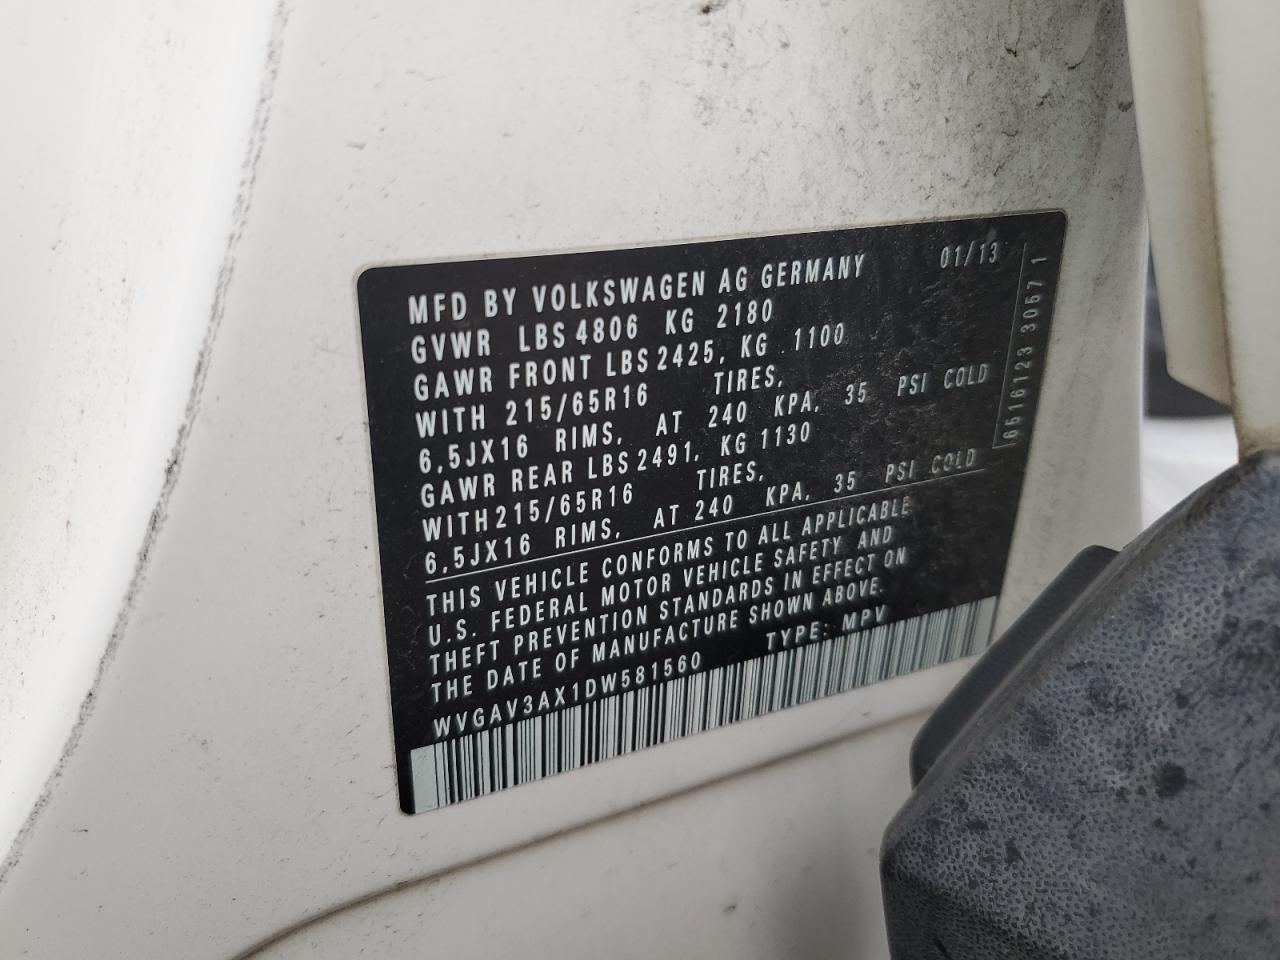 MFD BY VOLKSWAGEN AG GERMANY 01/13
GVWR LBS 4806 KG 2180
GAWR FRONT LBS 2425, KG 1100
WITH 215/65R16 TIRES,
6,5JX16 RIMS, AT 240 KPA, 35 PSI COLD
GAWR REAR LBS 2491, KG 1130
WITH 215/65R16 TIRES,
6,5JX16 RIMS, AT 240 KPA, 35 PSI COLD
THIS VEHICLE CONFORMS TO ALL APPLICABLE
U.S. FEDERAL MOTOR VEHICLE SAFETY AND
THEFT PREVENTION STANDARDS IN EFFECT ON
THE DATE OF MANUFACTURE SHOWN ABOVE.
WVGAV3AX1DW581560 TYPE: MPV
6516123 3057 1